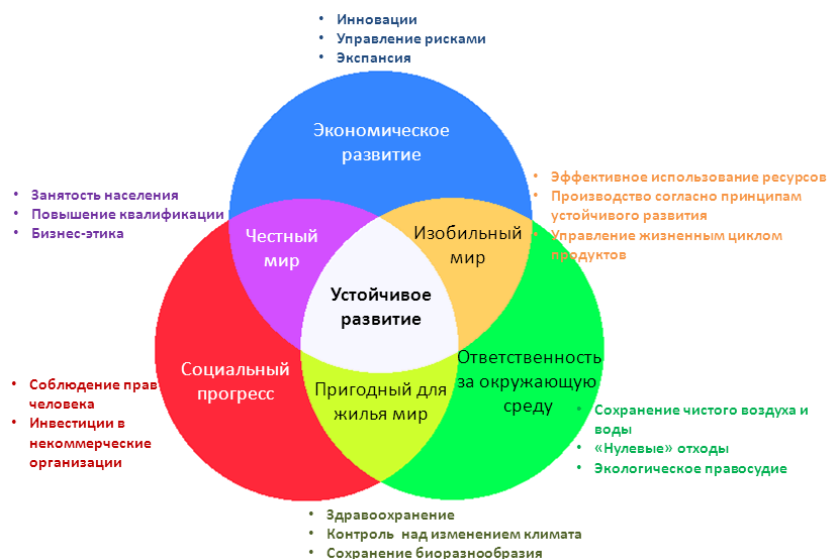 • Инновации
• Управление рисками
• Экспансия
Экономическое
развитие
• Занятость населения
• Повышение квалификации
• Бизнес-этика
• Эффективное использование ресурсов
• Производство согласно принципам
устойчивого развития
• Управление жизненным циклом
продуктов
Честный
мир
Изобильный
мир
Устойчивое
развитие
Социальный
прогресс
Пригодный для
жилья мир
Ответственность
за окружающую
среду
• Соблюдение прав
человека
• Инвестиции в
некоммерческие
организации
• Сохранение чистого воздуха и
воды
• «Нулевые» отходы
• Экологическое правосудие
• Здравоохранение
• Контроль над изменением климата
• Сохранение биоразнообразия